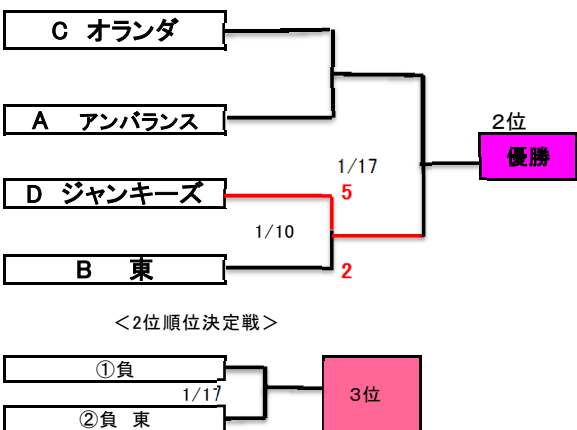 C オランダ
A アンバランス
2位
優勝
1/17
D ジャンキーズ
5
1/10
B 東
2
＜2位順位決定戦＞
①負
1/17
3位
②負 東